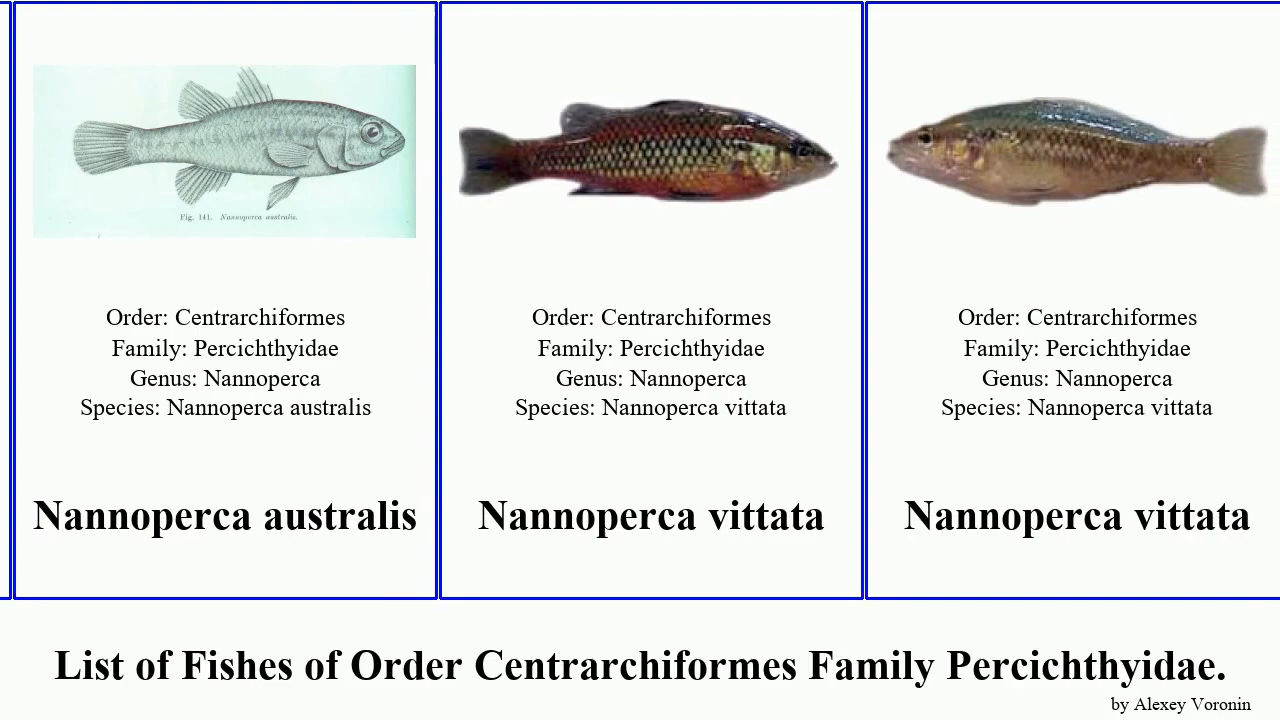 Fig. 141. Nannoperca australis.
Order: Centrarchiformes
Family: Percichthyidae
Genus: Nannoperca
Species: Nannoperca australis
Nannoperca australis
Order: Centrarchiformes
Family: Percichthyidae
Genus: Nannoperca
Species: Nannoperca vittata
Nannoperca vittata
Order: Centrarchiformes
Family: Percichthyidae
Genus: Nannoperca
Species: Nannoperca vittata
Nannoperca vittata
List of Fishes of Order Centrarchiformes Family Percichthyidae.
by Alexey Voronin